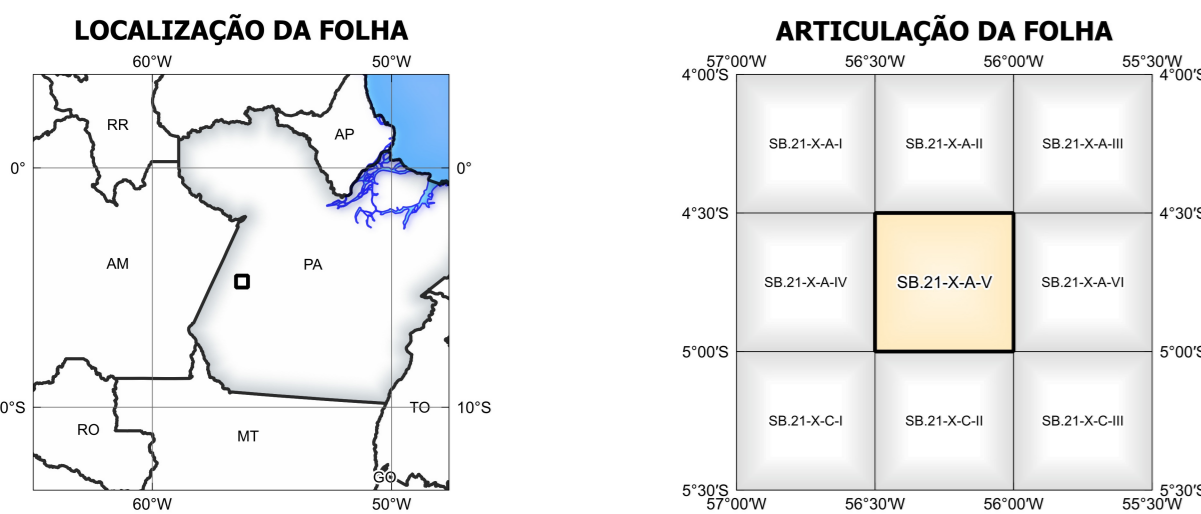 LOCALIZAÇÃO DA FOLHA
60°W 50°W
RR
AP
0° 0°
AM
PA
0°S 10°S
TO
RO
MT
GO
60°W 50°W
ARTICULAÇÃO DA FOLHA
57°00'W 56°30'W 56°00'W 55°30'W
4°00'S 4°00'S
SB.21-X-A-I SB.21-X-A-II SB.21-X-A-III
4°30'S 4°30'S
SB.21-X-A-IV SB.21-X-A-V SB.21-X-A-VI
5°00'S 5°00'S
SB.21-X-C-I SB.21-X-C-II SB.21-X-C-III
5°30'S 5°30'S
57°00'W 56°30'W 56°00'W 55°30'W